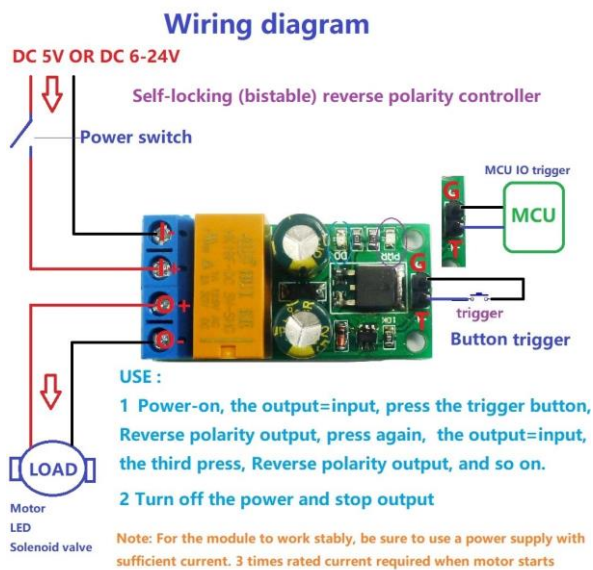 Wiring diagram
DC 5V OR DC 6-24V
Self-locking (bistable) reverse polarity controller
Power switch
MCU IO trigger
G
MCU
T
G
T
trigger
Button trigger
+
+
-
USE :
1 Power-on, the output=input, press the trigger button,
Reverse polarity output, press again, the output=input,
the third press, Reverse polarity output, and so on.
2 Turn off the power and stop output
LOAD
Motor
LED
Solenoid valve
Note: For the module to work stably, be sure to use a power supply with
sufficient current. 3 times rated current required when motor starts